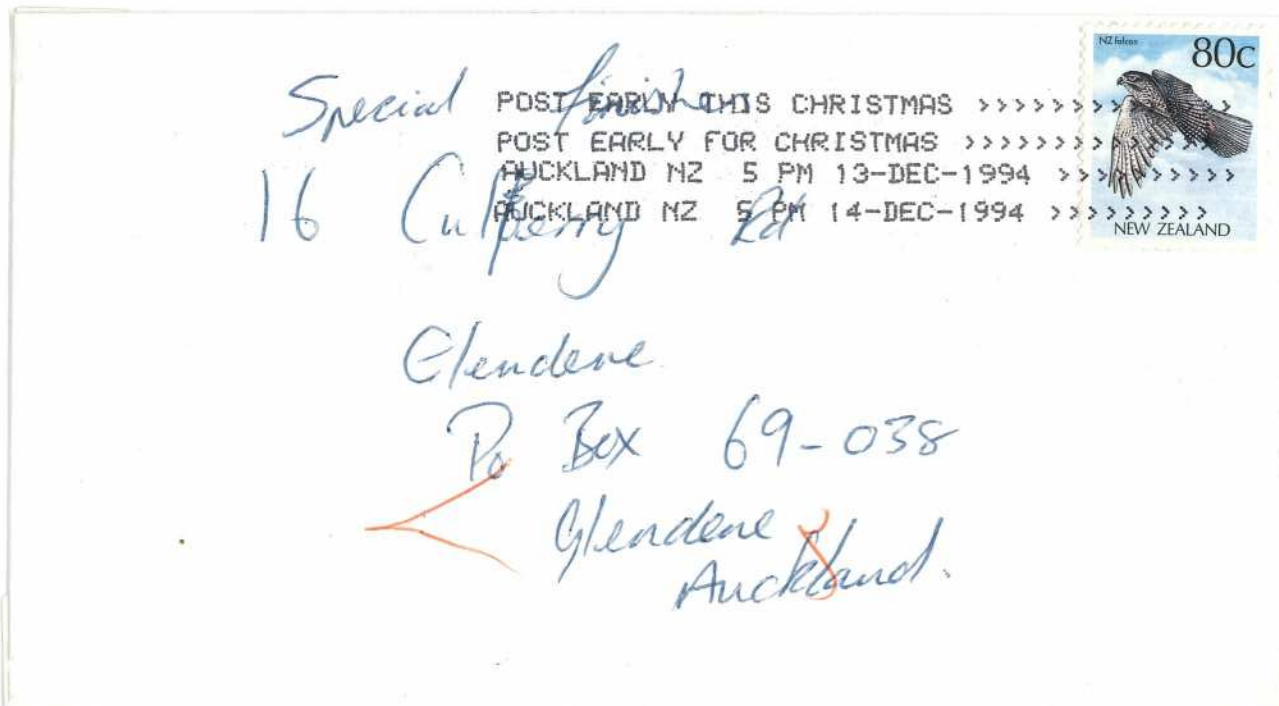 NZ falcon
80c
NEW ZEALAND
POST EARLY THIS CHRISTMAS >>>>>>>>>>>>>>
POST EARLY FOR CHRISTMAS >>>>>>>>>>>>>>
AUCKLAND NZ 5 PM 13-DEC-1994 >>>>>>>>>>
AUCKLAND NZ 5 PM 14-DEC-1994 >>>>>>>>>
Special
16 Rd
Glendene
Po Box 69-038
Glendene
Auckland.